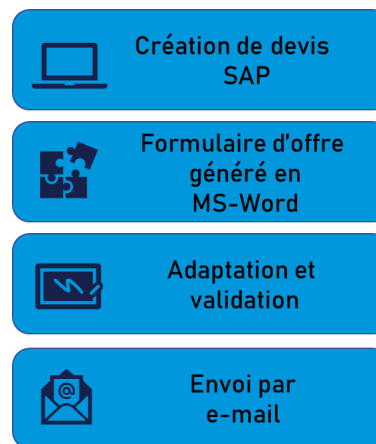 Création de devis
SAP
Formulaire d'offre
généré en
MS-Word
Adaptation et
validation
@
Envoi par
e-mail